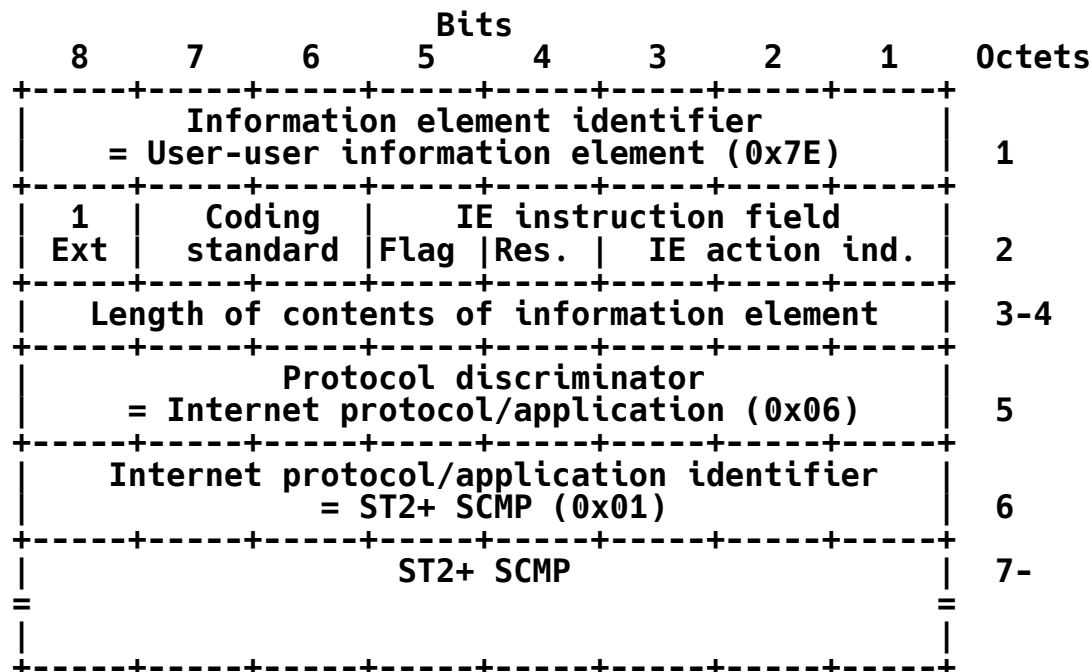 Bits
8 7 6 5 4 3 2 1 Octets
+-----+-----+-----+-----+-----+-----+-----+-----+
| Information element identifier |
| = User-user information element (0x7E) | 1
+-----+-----+-----+-----+-----+-----+-----+-----+
| 1 | Coding | IE instruction field |
| Ext | standard |Flag |Res. | IE action ind. | 2
+-----+-----+-----+-----+-----+-----+-----+-----+
| Length of contents of information element | 3-4
+-----+-----+-----+-----+-----+-----+-----+-----+
| Protocol discriminator |
| = Internet protocol/application (0x06) | 5
+-----+-----+-----+-----+-----+-----+-----+-----+
| Internet protocol/application identifier |
| = ST2+ SCMP (0x01) | 6
+-----+-----+-----+-----+-----+-----+-----+-----+
| ST2+ SCMP | 7-
= =
| |
+-----+-----+-----+-----+-----+-----+-----+-----+